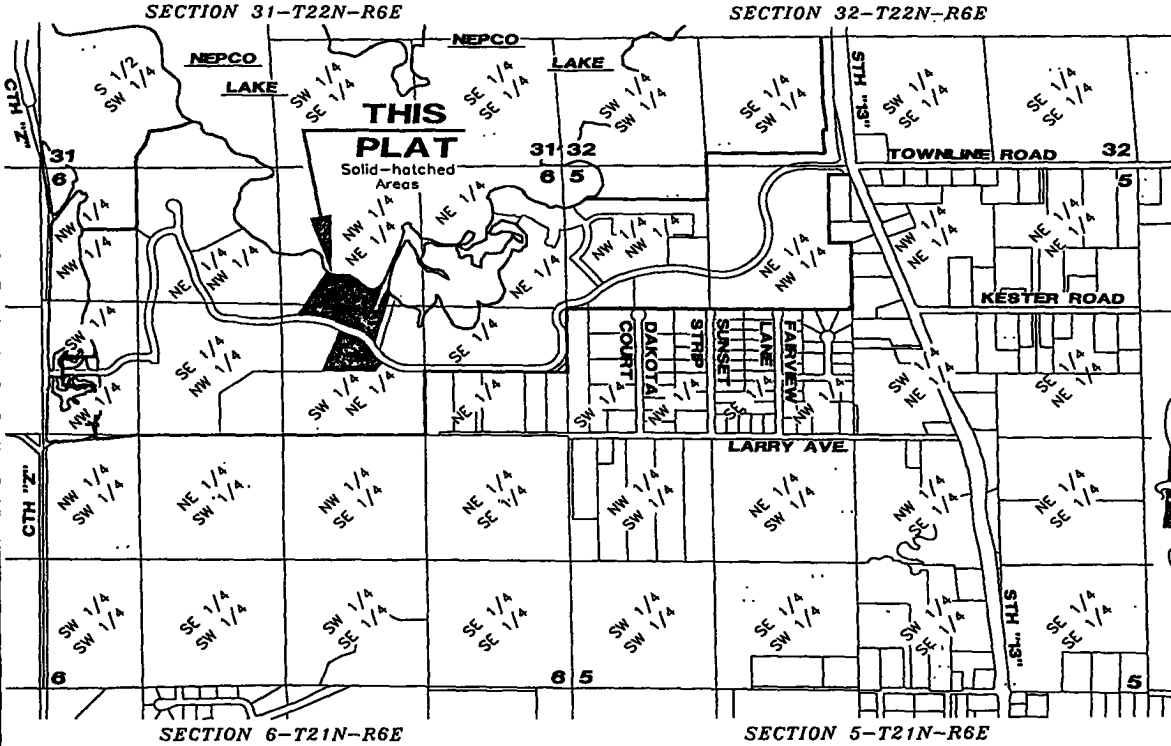 SECTION 31-T22N-R6E
SECTION 32-T22N-R6E
NEPCO
LAKE
NEPCO
LAKE
CTH "Z"
S 1/2
SW 1/4
SW 1/4
SE 1/4
SE 1/4
SE 1/4
SW 1/4
SW 1/4
SE 1/4
SW 1/4
STH "13"
SW 1/4
SE 1/4
SE 1/4
SE 1/4
THIS
PLAT
Solid-hatched
Areas
31
6
31 32
6 5
TOWNLINE ROAD
32
5
NW 1/4
NW 1/4
NE 1/4
NW 1/4
NW 1/4
NE 1/4
NE 1/4
NE 1/4
NW 1/4
NW 1/4
NW 1/4
NE 1/4
NE 1/4
NE 1/4
KESTER ROAD
SW 1/4
NW 1/4
SE 1/4
NW 1/4
SW 1/4
NE 1/4
SE 1/4
NE 1/4
SW 1/4
NW 1/4
DAKOTA
COURT
SUNSET
STRIP
FAIRVIEW
LANE
SE 1/4
NW 1/4
SW 1/4
NE 1/4
SE 1/4
NE 1/4
LARRY AVE.
CTH "Z"
NW 1/4
SW 1/4
NE 1/4
SW 1/4
NW 1/4
SE 1/4
NE 1/4
SE 1/4
NW 1/4
SW 1/4
NE 1/4
SW 1/4
NW 1/4
SE 1/4
NE 1/4
SE 1/4
SW 1/4
SW 1/4
SE 1/4
SW 1/4
SW 1/4
SE 1/4
SE 1/4
SE 1/4
SW 1/4
SW 1/4
SE 1/4
SW 1/4
SW 1/4
SE 1/4
STH "13"
SE 1/4
SE 1/4
6
6 5
5
SECTION 6-T21N-R6E
SECTION 5-T21N-R6E